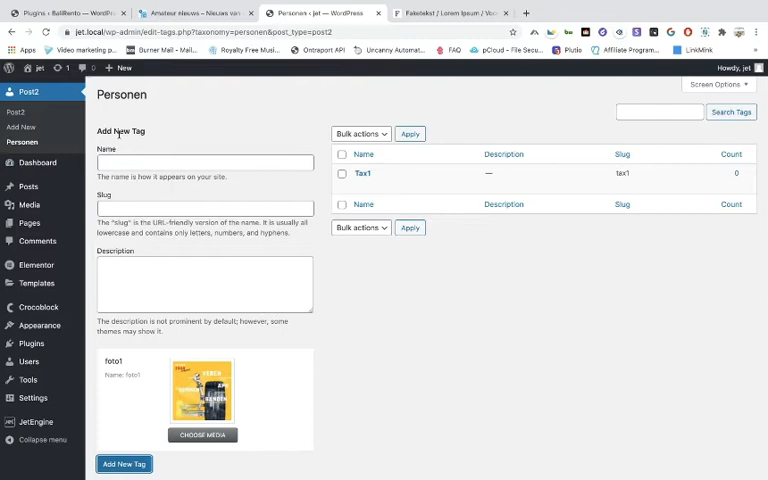 Plugins ‹ BaliRento — WordPr
Amateur nieuws – Nieuws van
Personen ‹ jet — WordPress
Faketekst / Lorem Ipsum / Voo
jet.local/wp-admin/edit-tags.php?taxonomy=personen&post_type=post2
Apps
Video marketing p...
Burner Mail - Mail...
Royalty Free Musi...
Ontraport API
Uncanny Automat...
FAQ
pCloud - File Secu...
Plutio
Affiliate Program...
LinkMink
jet
1
0
New
Howdy, jet
Screen Options
Post2
Post2
Add New
Personen
Dashboard
Posts
Media
Pages
Comments
Elementor
Templates
Crocoblock
Appearance
Plugins
Users
Tools
Settings
JetEngine
Collapse menu
Personen
Search Tags
Add New Tag
Name
The name is how it appears on your site.
Slug
The "slug" is the URL-friendly version of the name. It is usually all
lowercase and contains only letters, numbers, and hyphens.
Description
The description is not prominent by default; however, some
themes may show it.
foto1
Name: foto1
CHOOSE MEDIA
Add New Tag
Bulk actions
Apply
Name
Description
Slug
Count
Tax1
—
tax1
0
Name
Description
Slug
Count
Bulk actions
Apply